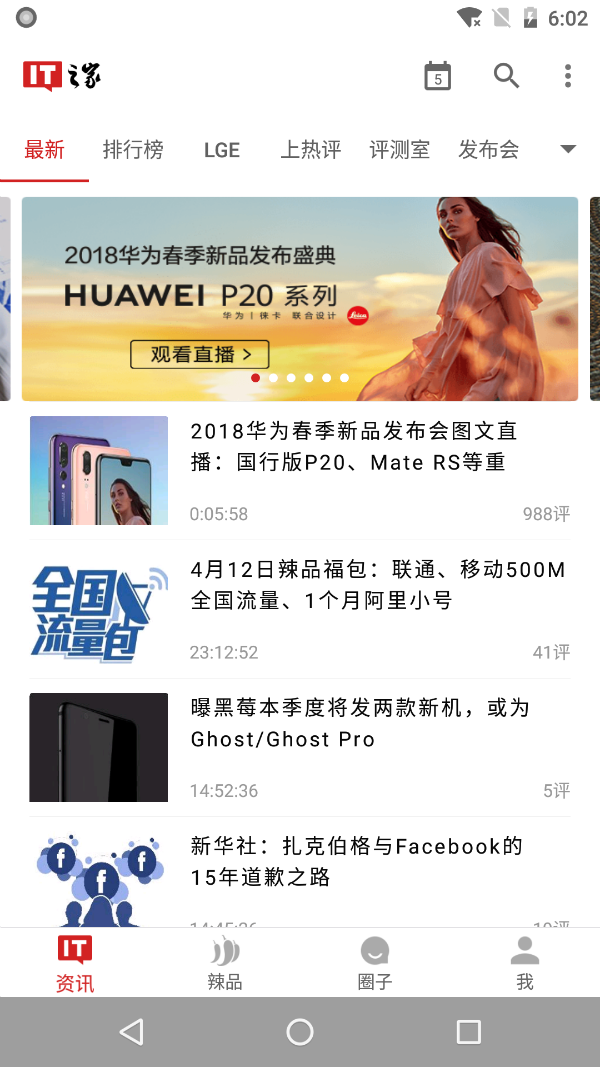 6:02
IT之家
5
最新 排行榜 LGE 上热评 评测室 发布会
2018华为春季新品发布盛典
HUAWEI P20 系列
华为 | 徕卡 联合设计
Leica
观看直播 >
2018华为春季新品发布会图文直
播：国行版P20、Mate RS等重
0:05:58 988评
全国
流量包
4月12日辣品福包：联通、移动500M
全国流量、1个月阿里小号
23:12:52 41评
曝黑莓本季度将发两款新机，或为
Ghost/Ghost Pro
14:52:36 5评
f f f
新华社：扎克伯格与Facebook的
15年道歉之路
IT
资讯 辣品 圈子 我